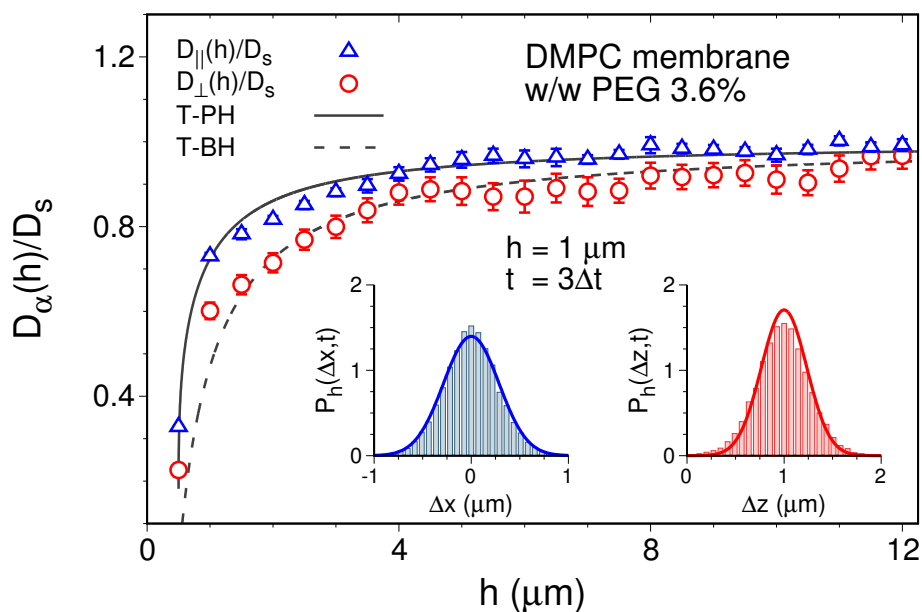 D||(h)/Ds
D⊥(h)/Ds
T-PH
T-BH
DMPC membrane
w/w PEG 3.6%
h = 1 μm
t = 3Δt
Dα(h)/Ds
1.2
0.8
0.4
0
4
8
12
h (μm)
Ph(Δx,t)
2
1
0
-1
0
1
Δx (μm)
Ph(Δz,t)
2
1
0
0
1
2
Δz (μm)